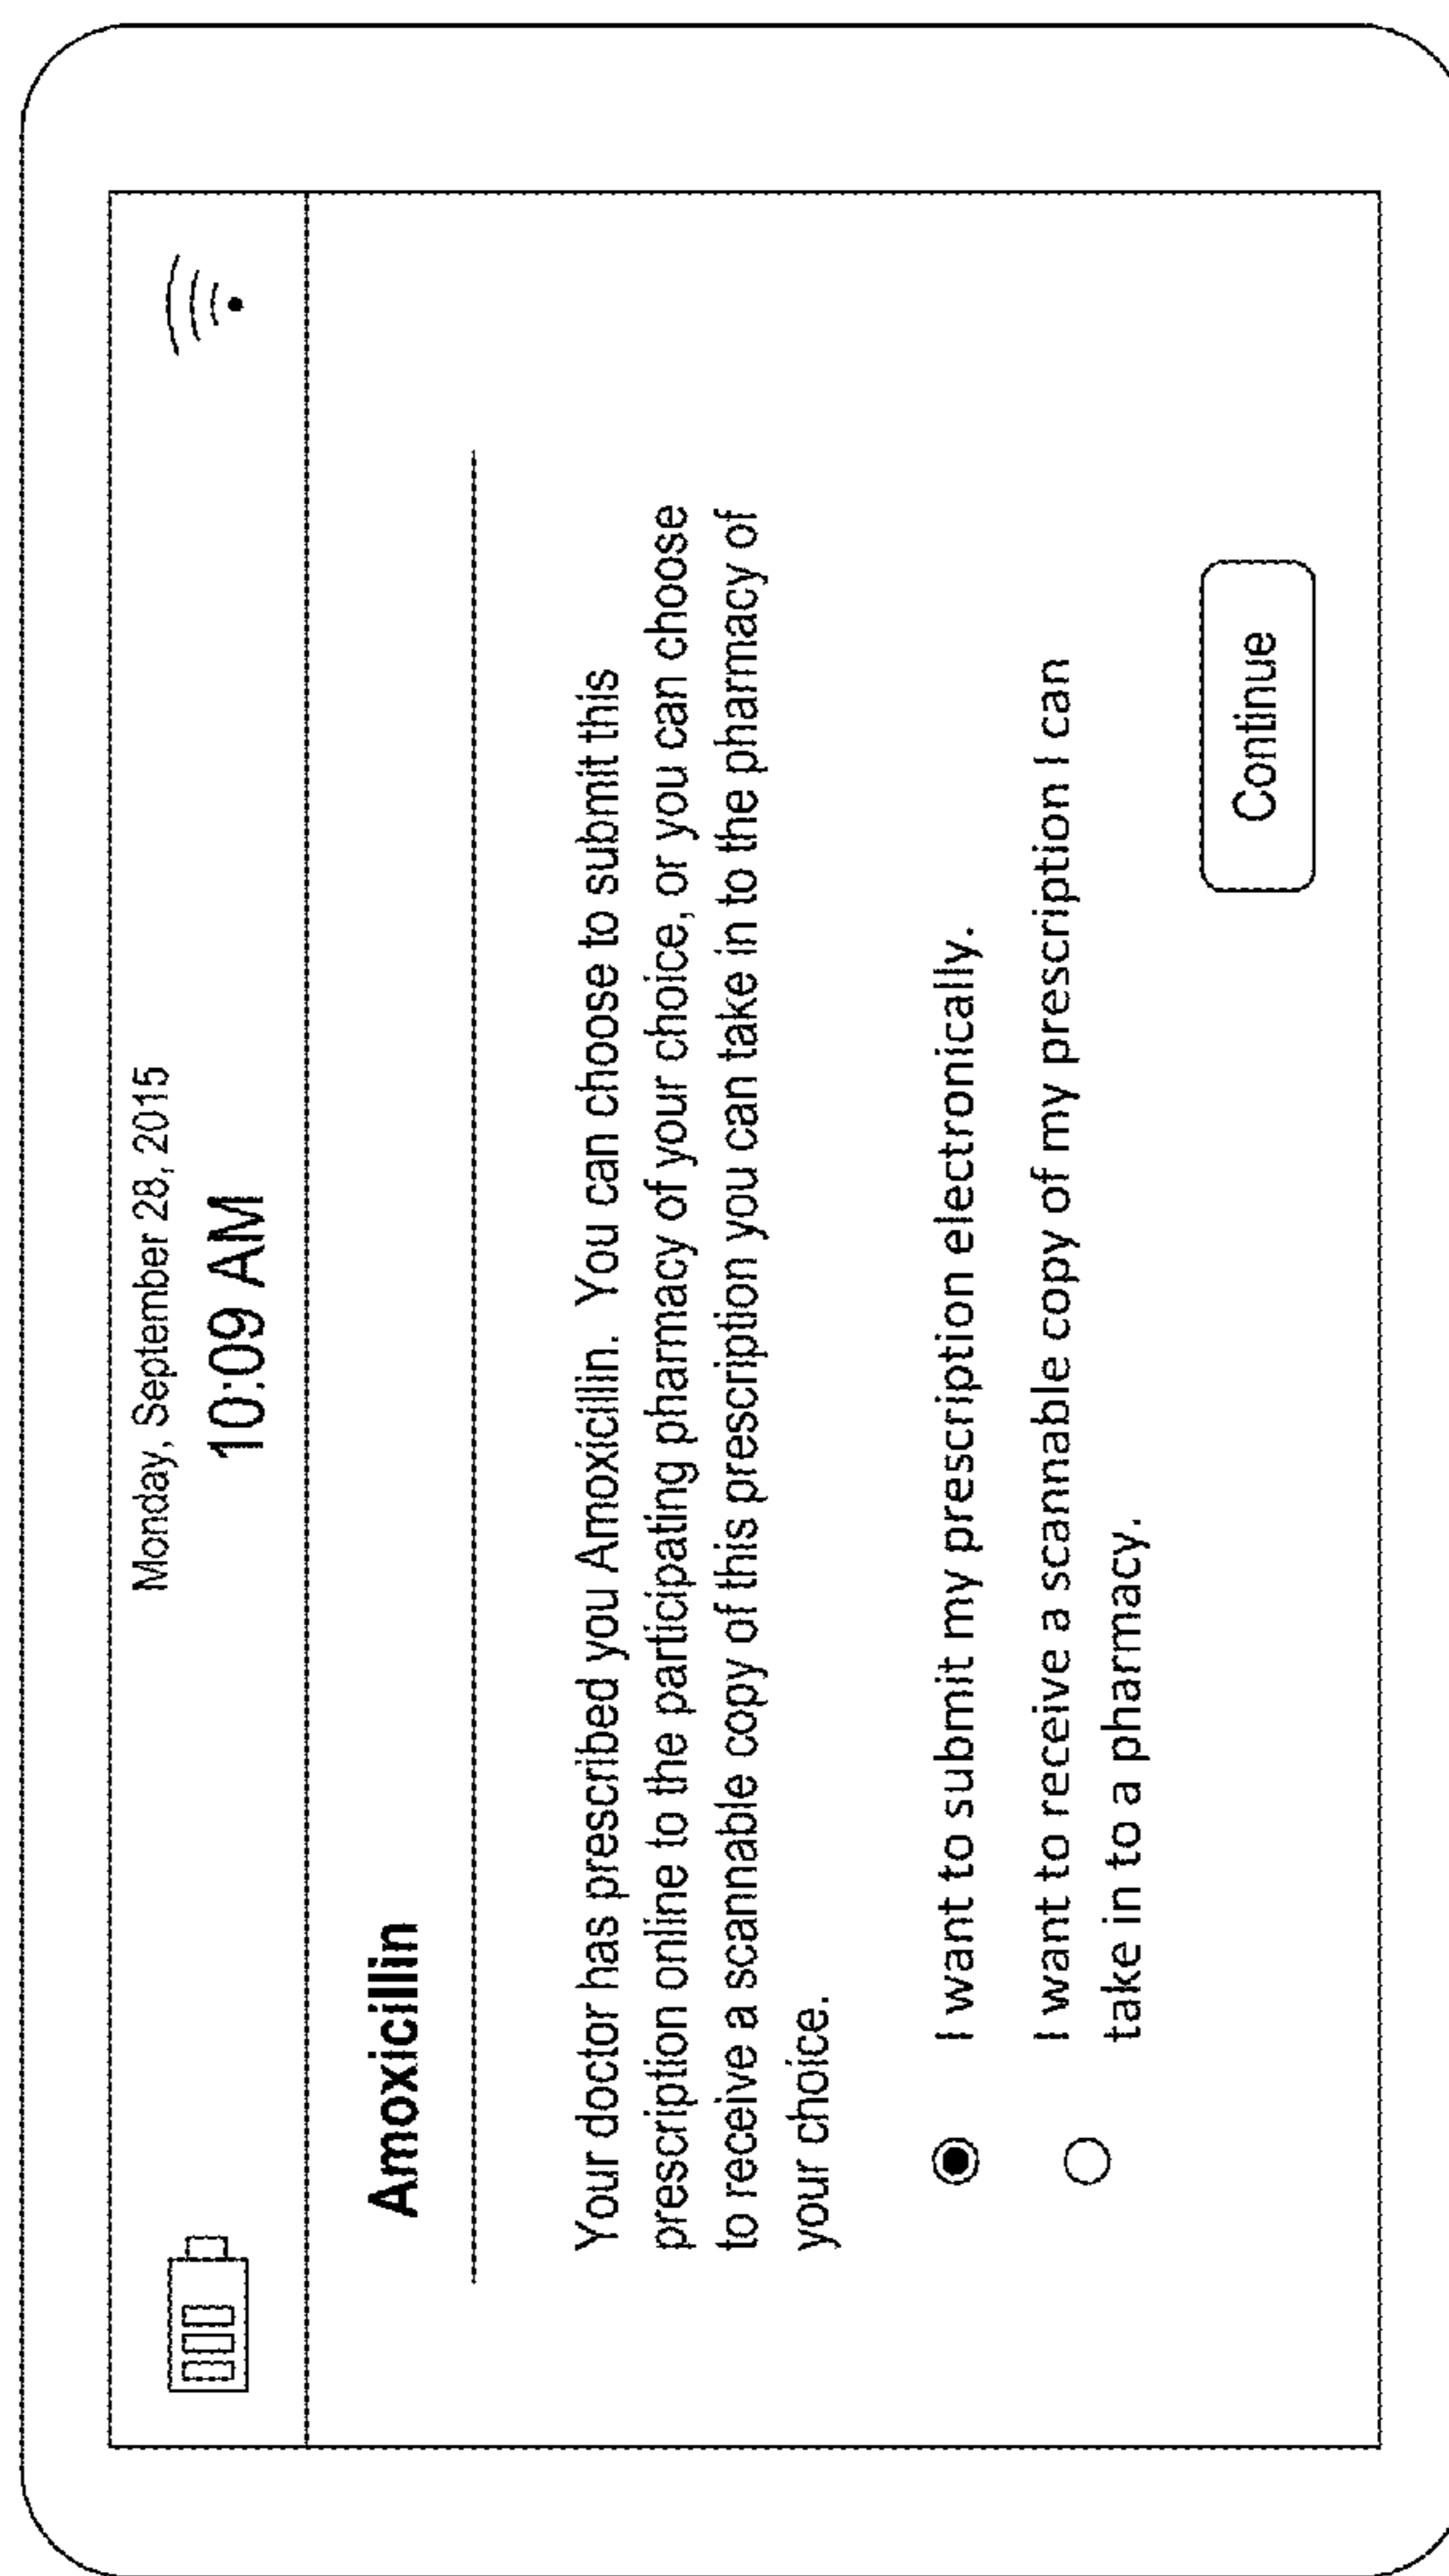 Monday, September 28, 2015
10:09 AM
Amoxicillin
Your doctor has prescribed you Amoxicillin.  You can choose to submit this
prescription online to the participating pharmacy of your choice, or you can choose
to receive a scannable copy of this prescription you can take in to the pharmacy of
your choice.
I want to submit my prescription electronically.
I want to receive a scannable copy of my prescription I can
take in to a pharmacy.
Continue